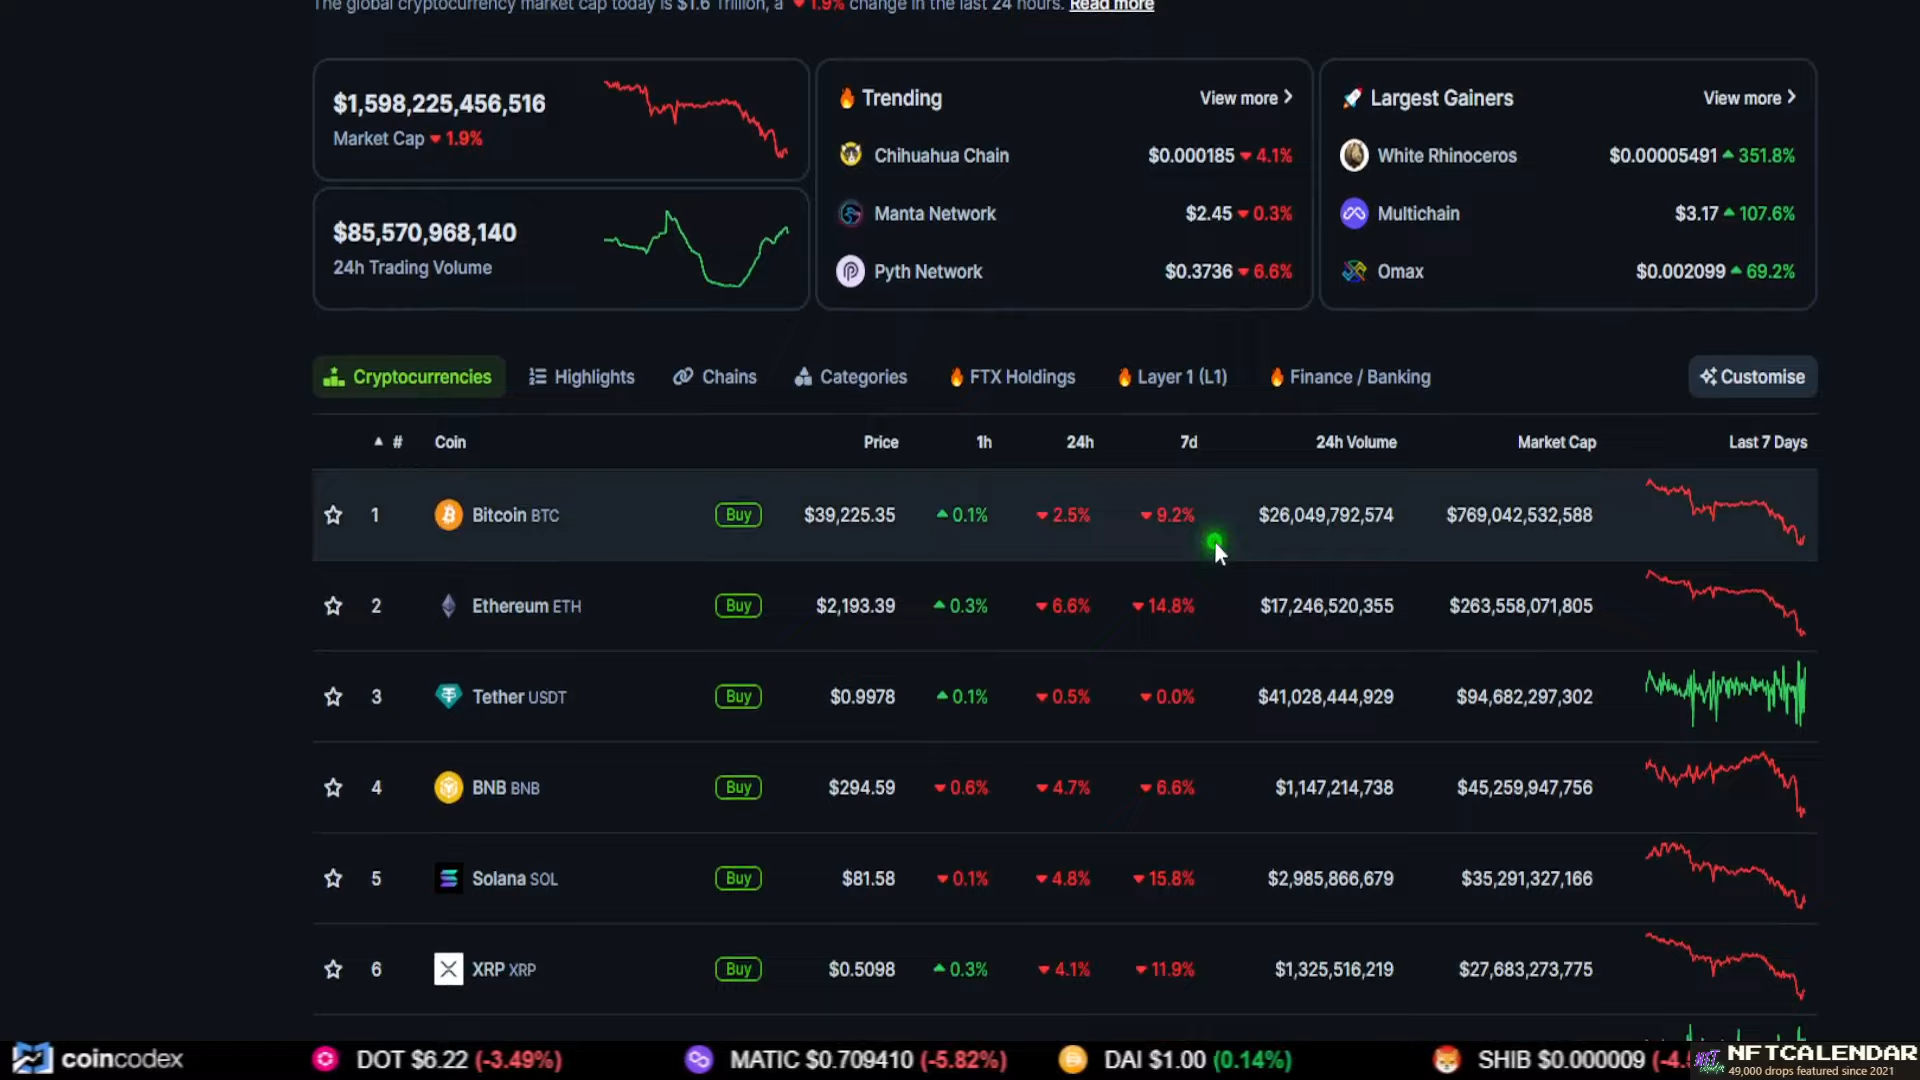 The global cryptocurrency market cap today is $1.6 Trillion, a 1.9% change in the last 24 hours. Read more
$1,598,225,456,516
Market Cap 1.9%
$85,570,968,140
24h Trading Volume
Trending View more
Chihuahua Chain $0.000185 4.1%
Manta Network $2.45 0.3%
Pyth Network $0.3736 6.6%
Largest Gainers View more
White Rhinoceros $0.00005491 351.8%
Multichain $3.17 107.6%
Omax $0.002099 69.2%
Cryptocurrencies Highlights Chains Categories FTX Holdings Layer 1 (L1) Finance / Banking Customise
# Coin Price 1h 24h 7d 24h Volume Market Cap Last 7 Days
1 Bitcoin BTC Buy $39,225.35 0.1% 2.5% 9.2% $26,049,792,574 $769,042,532,588
2 Ethereum ETH Buy $2,193.39 0.3% 6.6% 14.8% $17,246,520,355 $263,558,071,805
3 Tether USDT Buy $0.9978 0.1% 0.5% 0.0% $41,028,444,929 $94,682,297,302
4 BNB BNB Buy $294.59 0.6% 4.7% 6.6% $1,147,214,738 $45,259,947,756
5 Solana SOL Buy $81.58 0.1% 4.8% 15.8% $2,985,866,679 $35,291,327,166
6 XRP XRP Buy $0.5098 0.3% 4.1% 11.9% $1,325,516,219 $27,683,273,775
coincodex DOT $6.22 (-3.49%) MATIC $0.709410 (-5.82%) DAI $1.00 (0.14%) SHIB $0.000009
NFTCALENDAR
49,000 drops featured since 2021